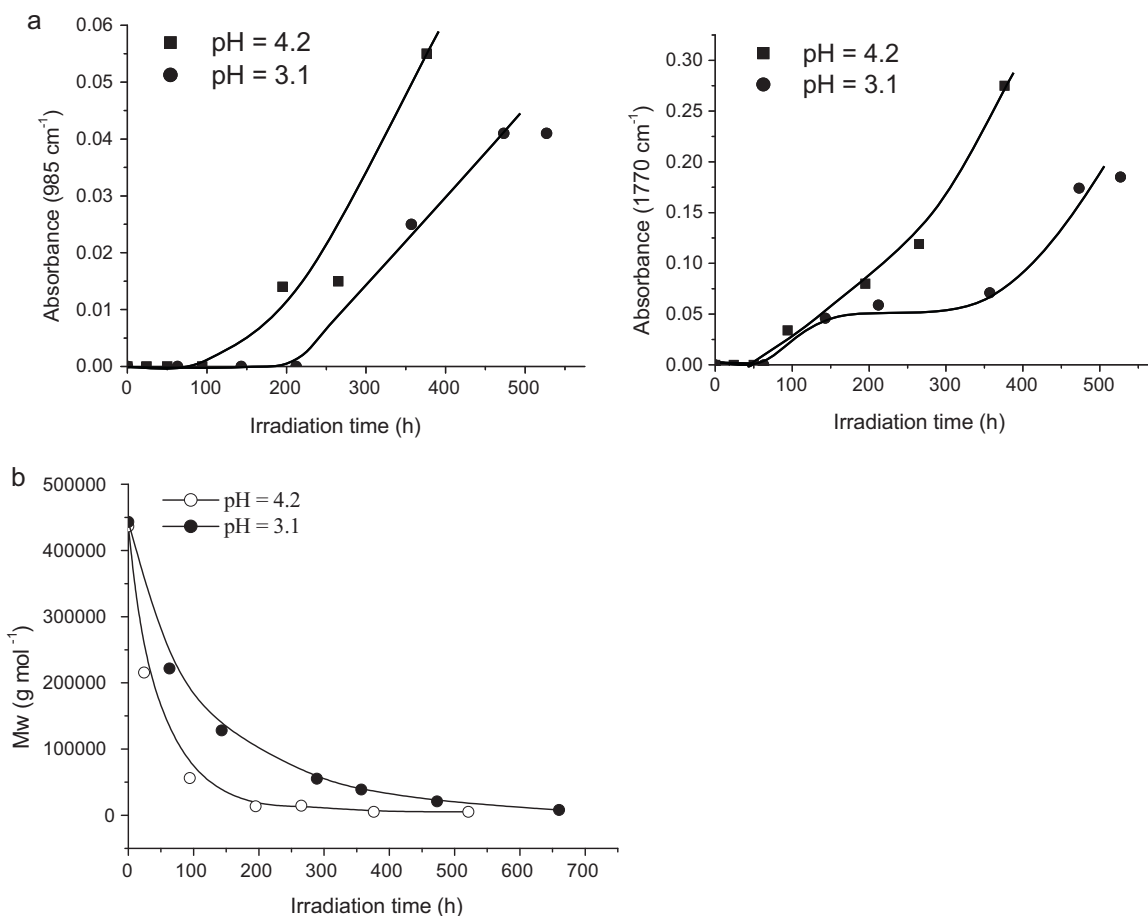 a
0.06
0.05
0.04
0.03
0.02
0.01
0.00
Absorbance (985 cm⁻¹)
pH = 4.2
pH = 3.1
0 100 200 300 400 500
Irradiation time (h)
0.30
0.25
0.20
0.15
0.10
0.05
0.00
Absorbance (1770 cm⁻¹)
pH = 4.2
pH = 3.1
0 100 200 300 400 500
Irradiation time (h)
b
500000
400000
300000
200000
100000
0
Mw (g mol⁻¹)
pH = 4.2
pH = 3.1
0 100 200 300 400 500 600 700
Irradiation time (h)